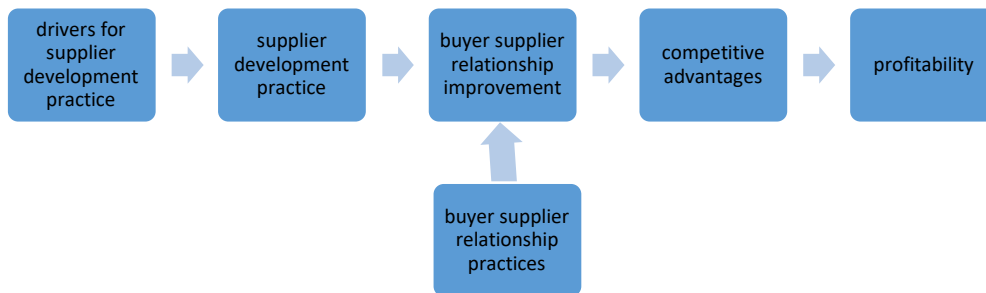 drivers for
supplier
development
practice
supplier
development
practice
buyer supplier
relationship
improvement
competitive
advantages
profitability
buyer supplier
relationship
practices